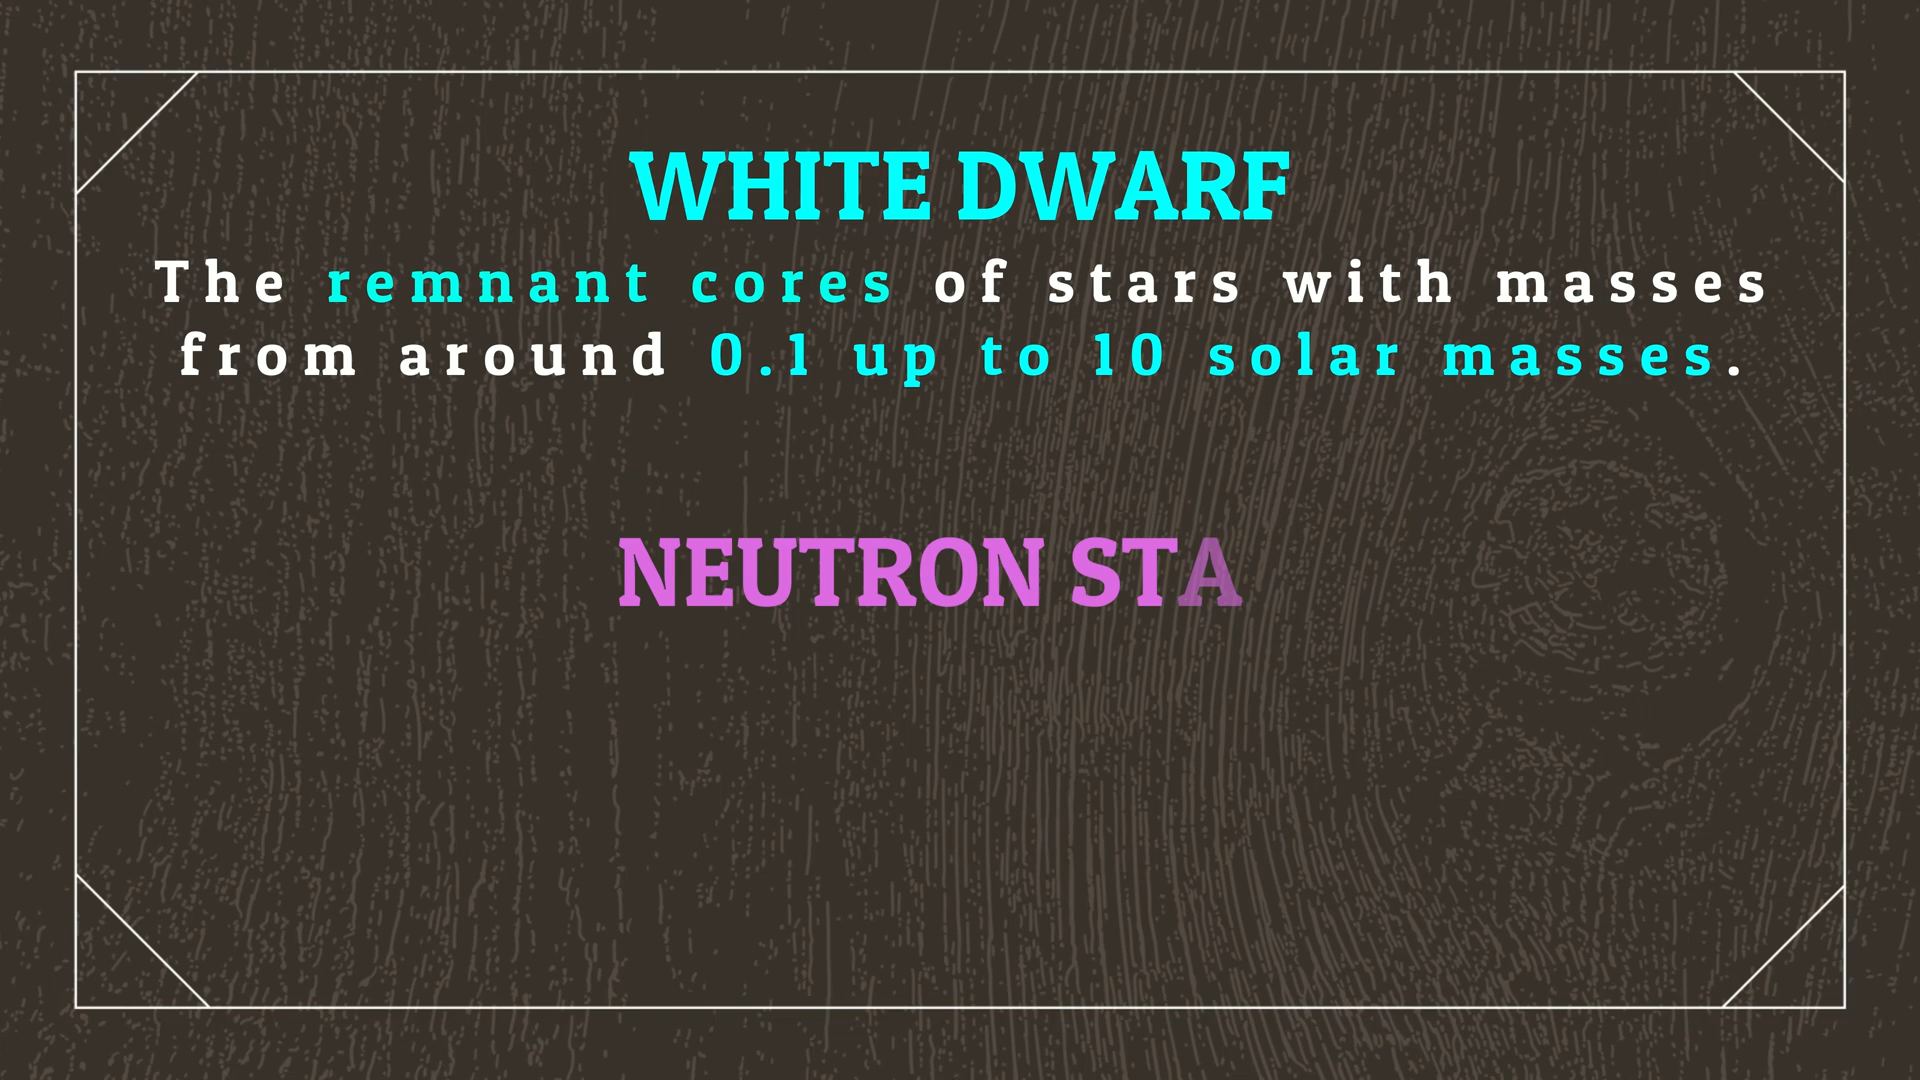 WHITE DWARF
The remnant cores of stars with masses
from around 0.1 up to 10 solar masses.
NEUTRON STA